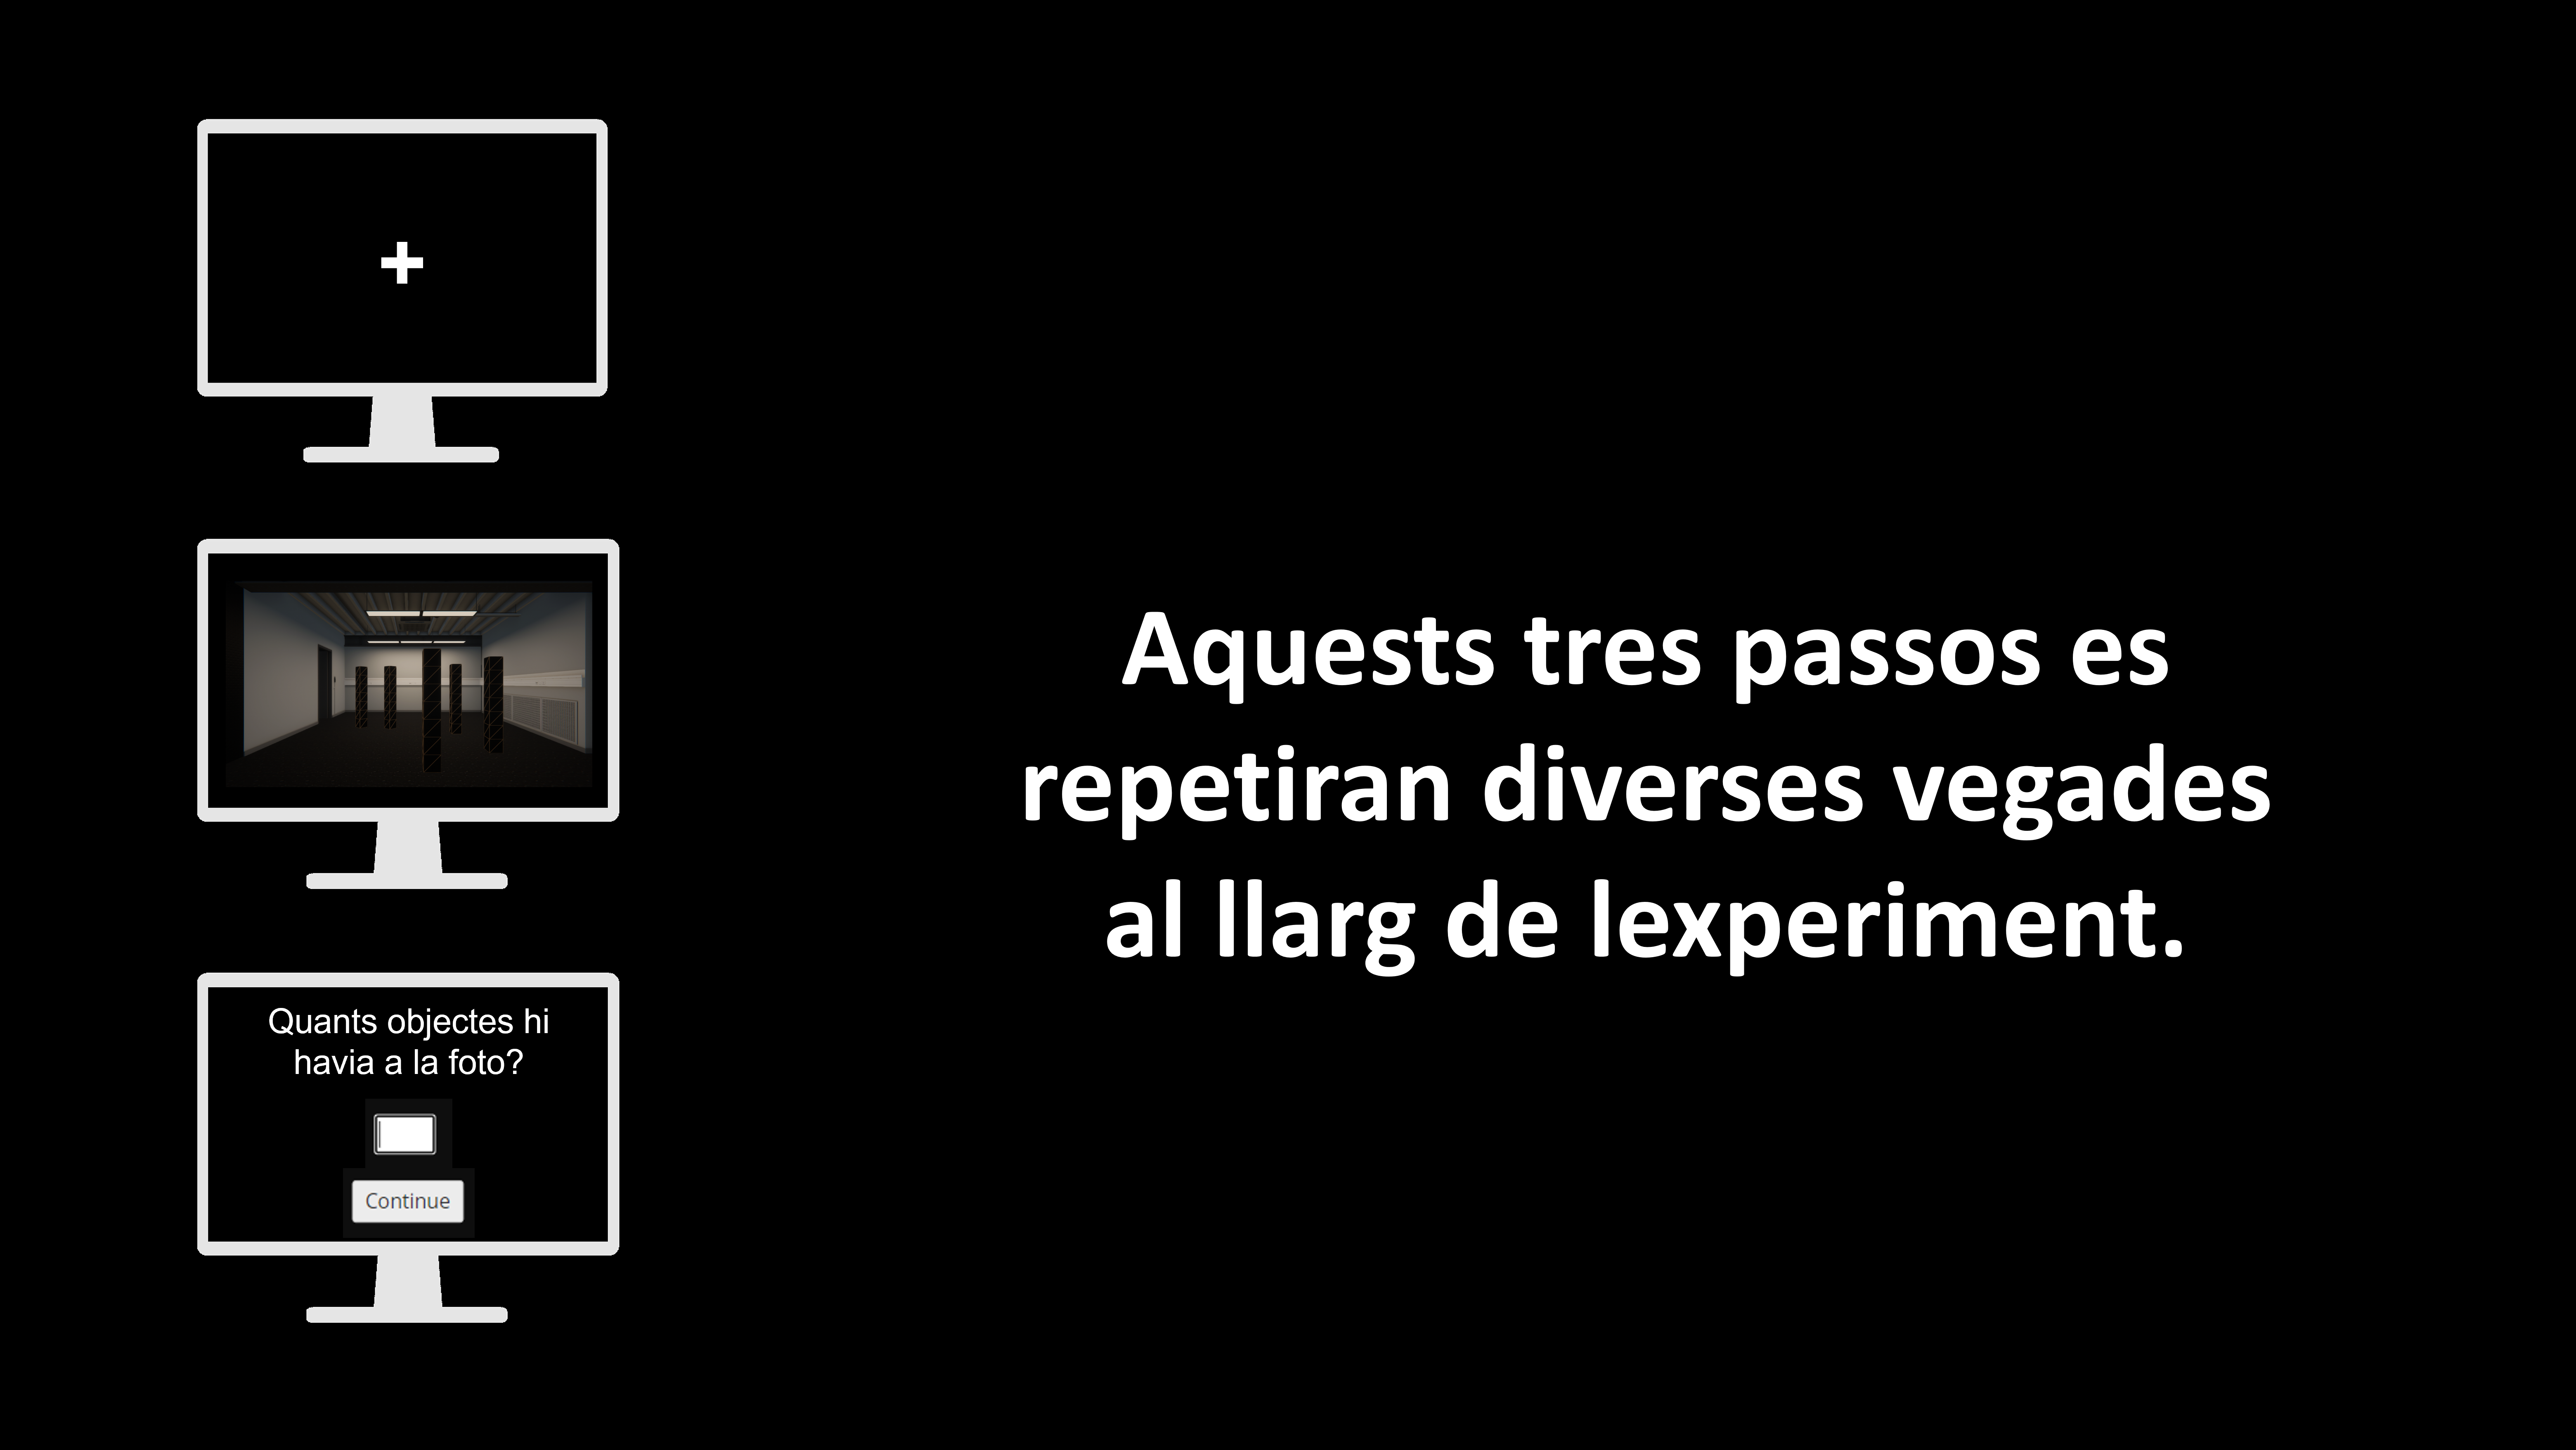 +
Quants objectes hi
havia a la foto?
Continue
Aquests tres passos es
repetiran diverses vegades
al llarg de lexperiment.